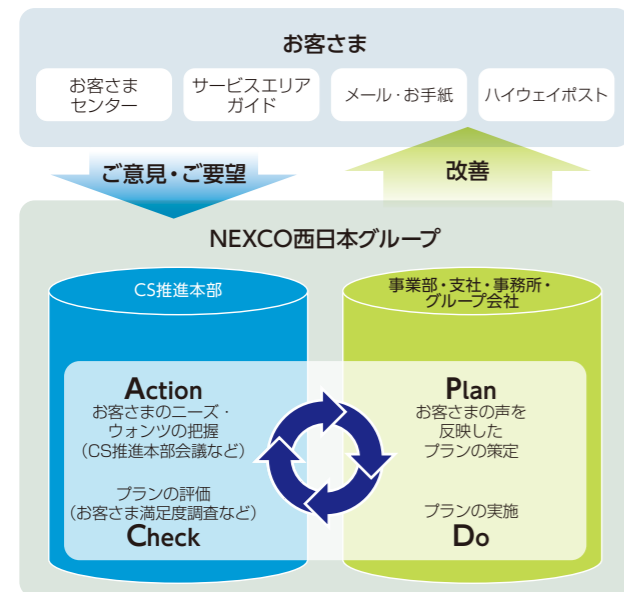 お客さま
お客さま
センター
サービスエリア
ガイド
メール・お手紙
ハイウェイポスト
ご意見・ご要望
改善
NEXCO西日本グループ
CS推進本部
事業部・支社・事務所・
グループ会社
Action
お客さまのニーズ・
ウォンツの把握
（CS推進本部会議など）
Plan
お客さまの声を
反映した
プランの策定
プランの評価
（お客さま満足度調査など）
Check
プランの実施
Do